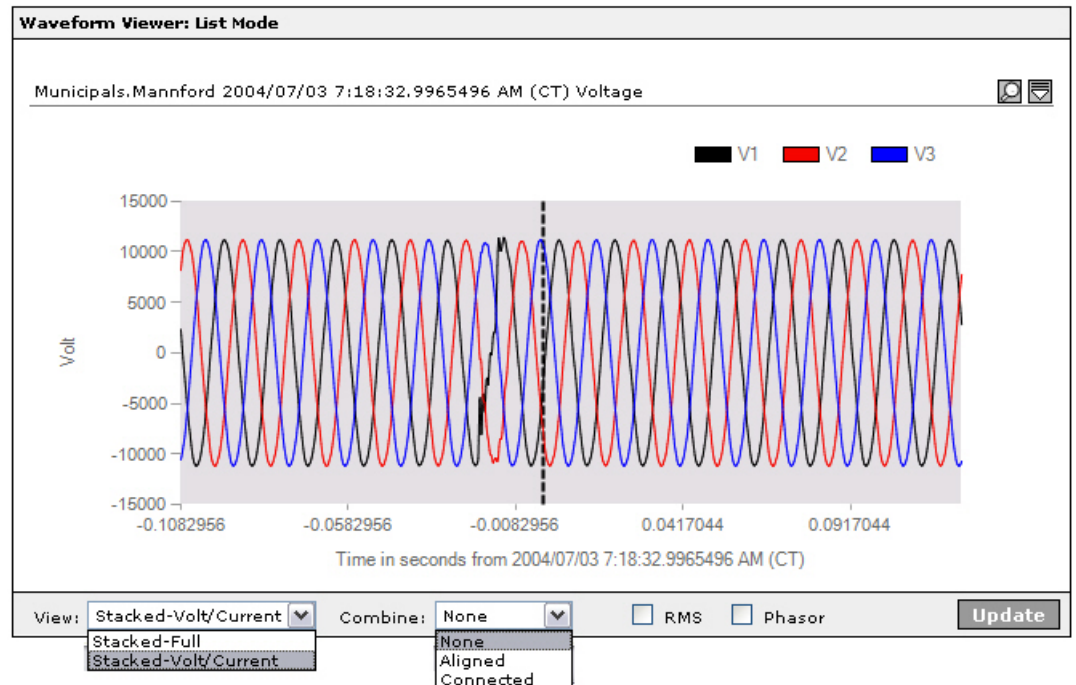 Waveform Viewer: List Mode
Municipals.Mannford 2004/07/03 7:18:32.9965496 AM (CT) Voltage
V1 V2 V3
15000
10000
5000
0
-5000
-10000
-15000
Volt
-0.1082956 -0.0582956 -0.0082956 0.0417044 0.0917044
Time in seconds from 2004/07/03 7:18:32.9965496 AM (CT)
View: Stacked-Volt/Current Combine: None RMS Phasor Update
Stacked-Full
Stacked-Volt/Current
None
Aligned
Connected